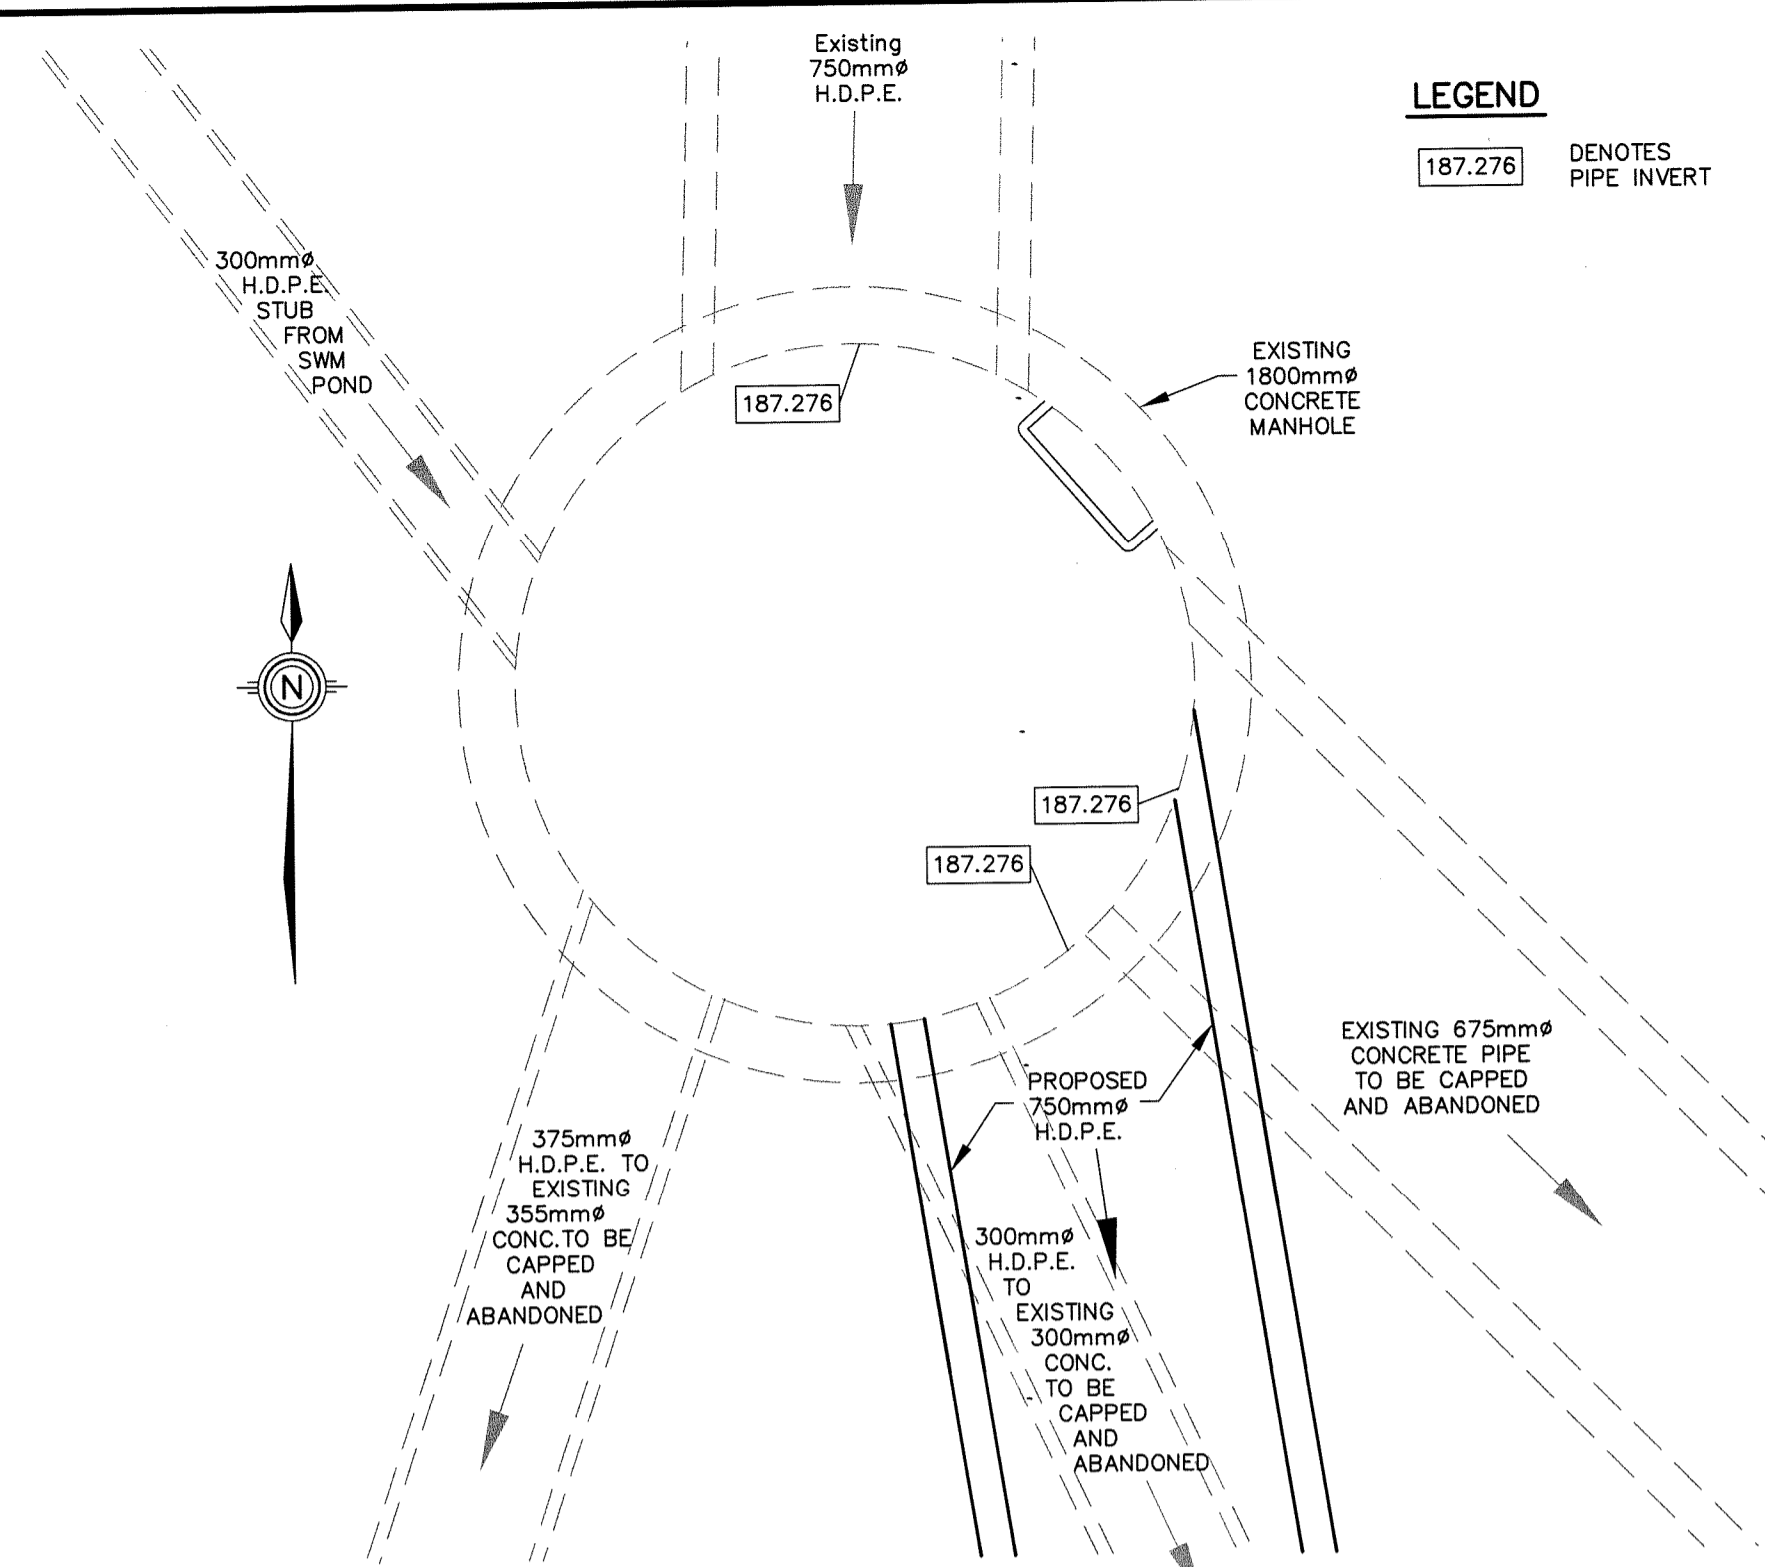 Existing
750mmø
H.D.P.E.
LEGEND
187.276
DENOTES
PIPE INVERT
300mmø
H.D.P.E.
STUB
FROM
SWM
POND
187.276
EXISTING
1800mmø
CONCRETE
MANHOLE
N
187.276
187.276
EXISTING 675mmø
CONCRETE PIPE
TO BE CAPPED
AND ABANDONED
PROPOSED
750mmø
H.D.P.E.
375mmø
H.D.P.E. TO
EXISTING
355mmø
CONC.TO BE
CAPPED
AND
ABANDONED
300mmø
H.D.P.E.
TO
EXISTING
300mmø
CONC.
TO BE
CAPPED
AND
ABANDONED